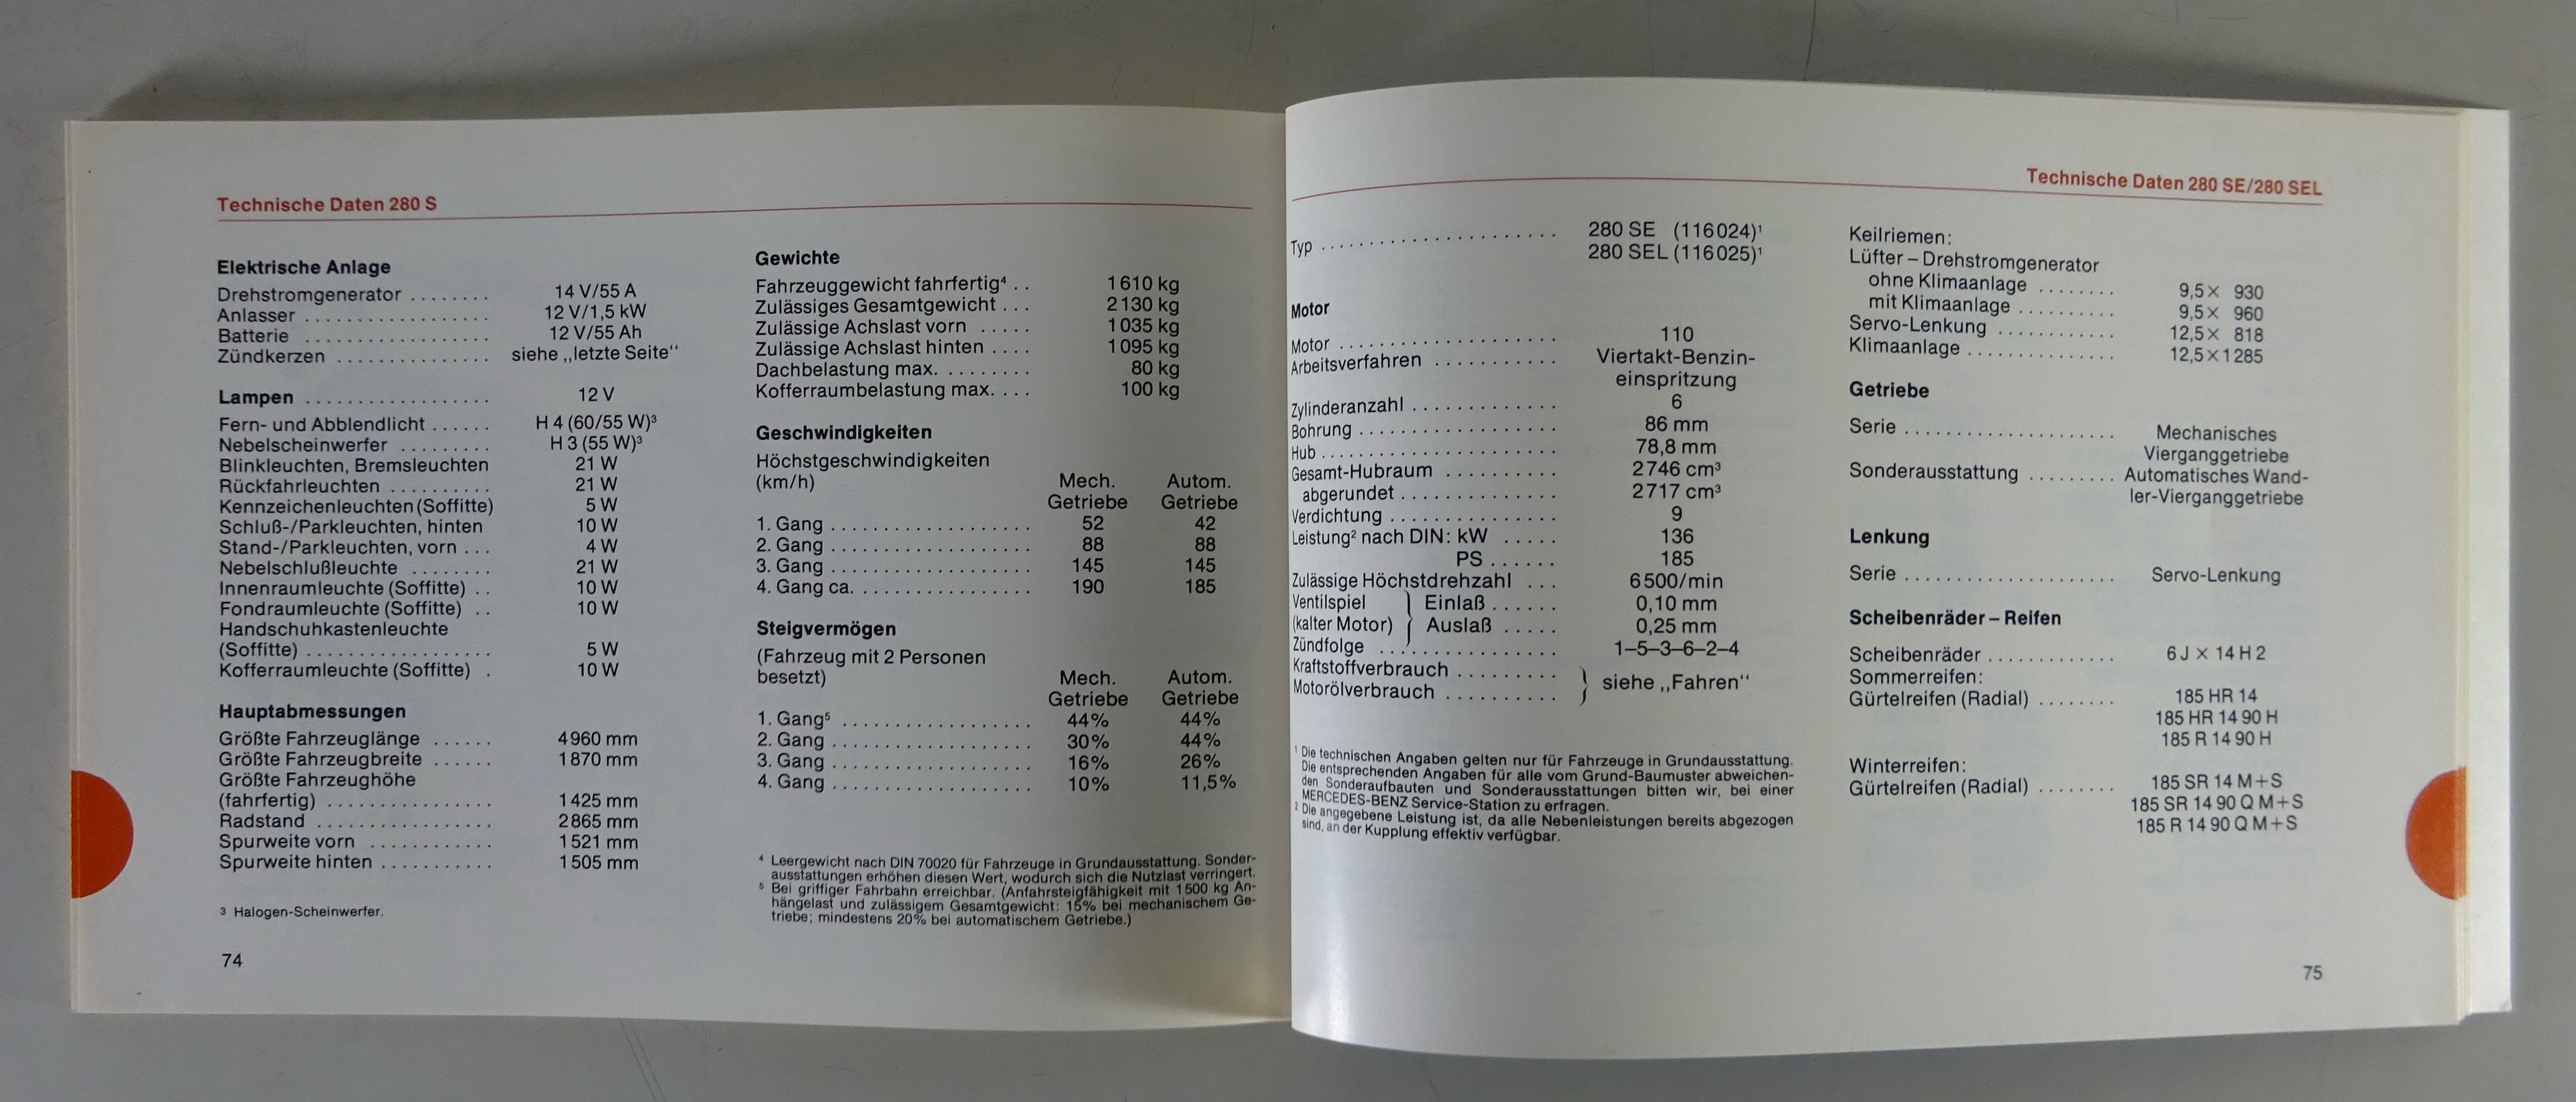 Technische Daten 280 S
Elektrische Anlage
Drehstromgenerator ........ 14 V/55 A
Anlasser .................. 12 V/1,5 kW
Batterie .................. 12 V/55 Ah
Zündkerzen ............... siehe „letzte Seite“
Lampen .................. 12 V
Fern- und Abblendlicht ...... H 4 (60/55 W)³
Nebelscheinwerfer ......... H 3 (55 W)³
Blinkleuchten, Bremsleuchten 21 W
Rückfahrleuchten .......... 21 W
Kennzeichenleuchten (Soffitte) 5 W
Schluß-/Parkleuchten, hinten 10 W
Stand-/Parkleuchten, vorn ... 4 W
Nebelschlußleuchte ........ 21 W
Innenraumleuchte (Soffitte) .. 10 W
Fondraumleuchte (Soffitte) .. 10 W
Handschuhkastenleuchte
(Soffitte) .................. 5 W
Kofferraumleuchte (Soffitte) . 10 W
Hauptabmessungen
Größte Fahrzeuglänge ...... 4960 mm
Größte Fahrzeugbreite ...... 1870 mm
Größte Fahrzeughöhe
(fahrfertig) ................ 1425 mm
Radstand ................. 2865 mm
Spurweite vorn ............ 1521 mm
Spurweite hinten ........... 1505 mm
³ Halogen-Scheinwerfer.
74
Gewichte
Fahrzeuggewicht fahrfertig⁴ .. 1610 kg
Zulässiges Gesamtgewicht ... 2130 kg
Zulässige Achslast vorn ..... 1035 kg
Zulässige Achslast hinten .... 1095 kg
Dachbelastung max. ........ 80 kg
Kofferraumbelastung max. ... 100 kg
Geschwindigkeiten
Höchstgeschwindigkeiten
(km/h) Mech. Autom.
Getriebe Getriebe
1. Gang ................... 52 42
2. Gang ................... 88 88
3. Gang ................... 145 145
4. Gang ca. ................ 190 185
Steigvermögen
(Fahrzeug mit 2 Personen
besetzt) Mech. Autom.
Getriebe Getriebe
1. Gang⁵ .................. 44% 44%
2. Gang ................... 30% 44%
3. Gang ................... 16% 26%
4. Gang ................... 10% 11,5%
⁴ Leergewicht nach DIN 70020 für Fahrzeuge in Grundausstattung. Sonder-
ausstattungen erhöhen diesen Wert, wodurch sich die Nutzlast verringert.
⁵ Bei griffiger Fahrbahn erreichbar. (Anfahrsteigfähigkeit mit 1500 kg An-
hängelast und zulässigem Gesamtgewicht: 15% bei mechanischem Ge-
triebe; mindestens 20% bei automatischem Getriebe.)
Technische Daten 280 SE/280 SEL
Typ ...................... 280 SE (116024)¹
280 SEL (116025)¹
Motor
Motor ..................... 110
Arbeitsverfahren ............ Viertakt-Benzin-
einspritzung
Zylinderanzahl .............. 6
Bohrung ................... 86 mm
Hub ...................... 78,8 mm
Gesamt-Hubraum ........... 2746 cm³
abgerundet ............... 2717 cm³
Verdichtung ................ 9
Leistung² nach DIN: kW ..... 136
PS ...... 185
Zulässige Höchstdrehzahl ... 6500/min
Ventilspiel } Einlaß ...... 0,10 mm
(kalter Motor) } Auslaß ..... 0,25 mm
Zündfolge ................. 1–5–3–6–2–4
Kraftstoffverbrauch .......... } siehe „Fahren“
Motorölverbrauch ...........
¹ Die technischen Angaben gelten nur für Fahrzeuge in Grundausstattung.
Die entsprechenden Angaben für alle vom Grund-Baumuster abweichen-
den Sonderaufbauten und Sonderausstattungen bitten wir, bei einer
MERCEDES-BENZ Service-Station zu erfragen.
² Die angegebene Leistung ist, da alle Nebenleistungen bereits abgezogen
sind, an der Kupplung effektiv verfügbar.
Keilriemen:
Lüfter – Drehstromgenerator
ohne Klimaanlage ........ 9,5× 930
mit Klimaanlage .......... 9,5× 960
Servo-Lenkung ............ 12,5× 818
Klimaanlage ............... 12,5×1285
Getriebe
Serie ..................... Mechanisches
Vierganggetriebe
Sonderausstattung ......... Automatisches Wand-
ler-Vierganggetriebe
Lenkung
Serie ..................... Servo-Lenkung
Scheibenräder – Reifen
Scheibenräder ............. 6 J × 14 H 2
Sommerreifen:
Gürtelreifen (Radial) ........ 185 HR 14
185 HR 14 90 H
185 R 14 90 H
Winterreifen:
Gürtelreifen (Radial) ........ 185 SR 14 M+S
185 SR 14 90 Q M+S
185 R 14 90 Q M+S
75